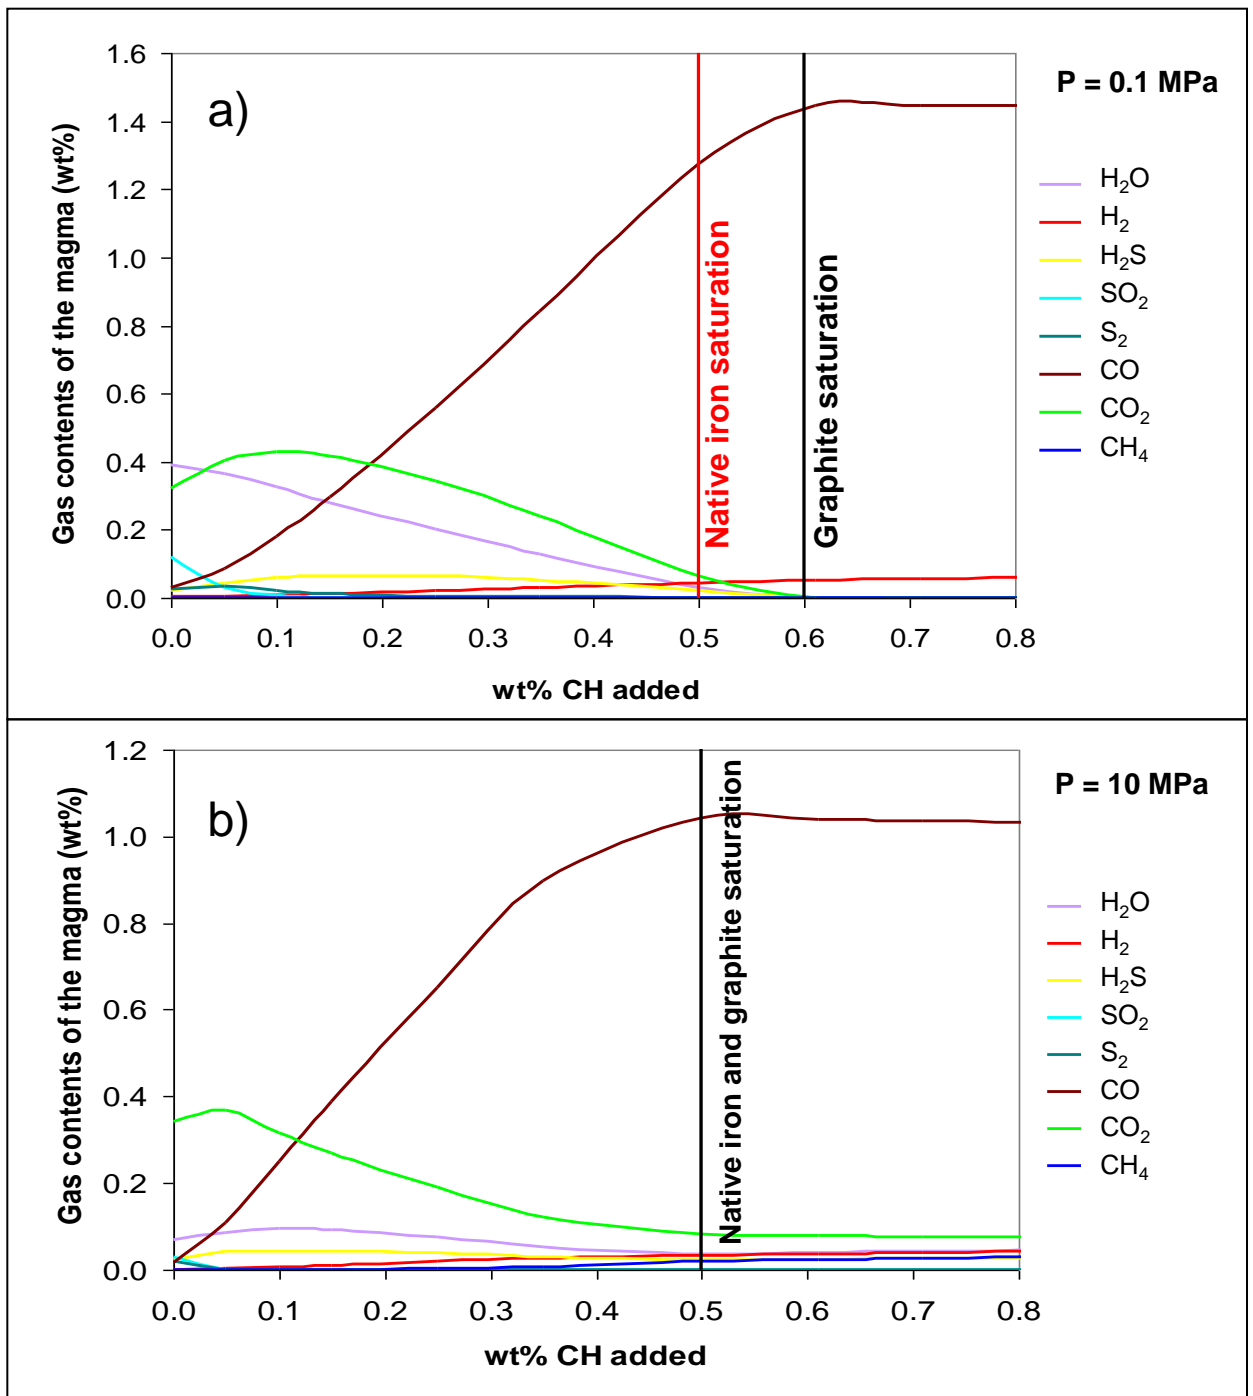 a)
P = 0.1 MPa
Gas contents of the magma (wt%)
1.6
1.4
1.2
1.0
0.8
0.6
0.4
0.2
0.0
Native iron saturation
Graphite saturation
H₂O
H₂
H₂S
SO₂
S₂
CO
CO₂
CH₄
0.0 0.1 0.2 0.3 0.4 0.5 0.6 0.7 0.8
wt% CH added
b)
P = 10 MPa
Gas contents of the magma (wt%)
1.2
1.0
0.8
0.6
0.4
0.2
0.0
Native iron and graphite saturation
H₂O
H₂
H₂S
SO₂
S₂
CO
CO₂
CH₄
0.0 0.1 0.2 0.3 0.4 0.5 0.6 0.7 0.8
wt% CH added